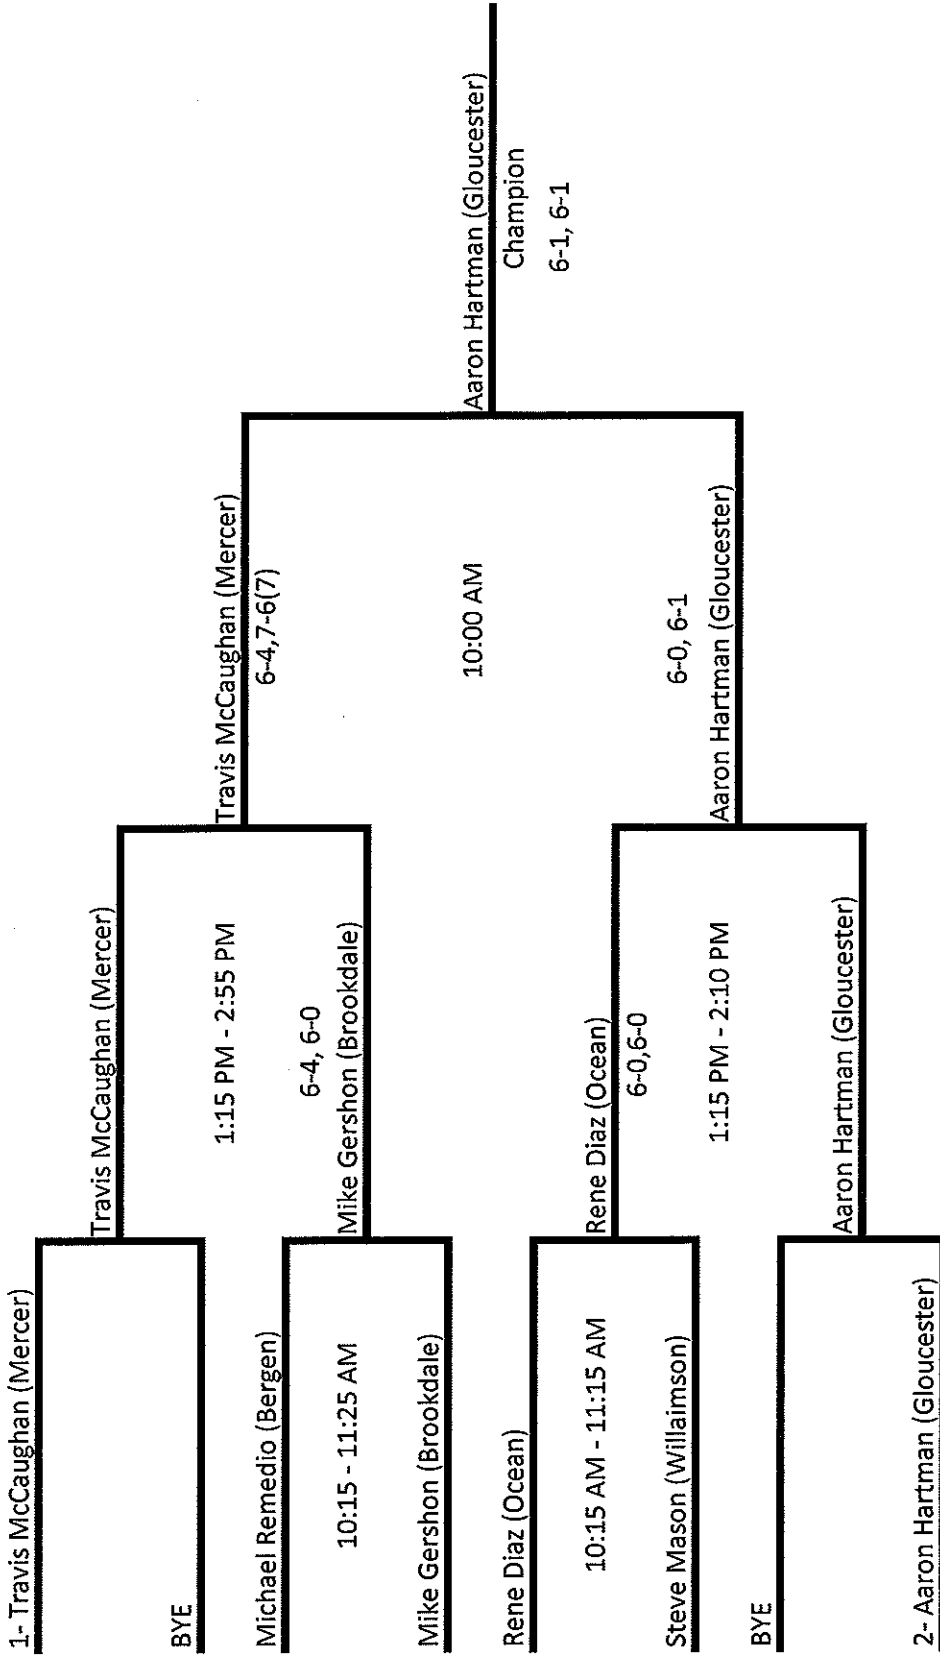 1- Travis McCaughan (Mercer)
BYE
Michael Remedio (Bergen)
10:15 - 11:25 AM
Mike Gershon (Brookdale)
Rene Diaz (Ocean)
10:15 AM - 11:15 AM
Steve Mason (Willaimson)
BYE
2- Aaron Hartman (Gloucester)
Travis McCaughan (Mercer)
1:15 PM - 2:55 PM
6-4, 6-0
Mike Gershon (Brookdale)
Rene Diaz (Ocean)
6-0,6-0
1:15 PM - 2:10 PM
Aaron Hartman (Gloucester)
Travis McCaughan (Mercer)
6-4,7-6(7)
10:00 AM
6-0, 6-1
Aaron Hartman (Gloucester)
Aaron Hartman (Gloucester)
Champion
6-1, 6-1